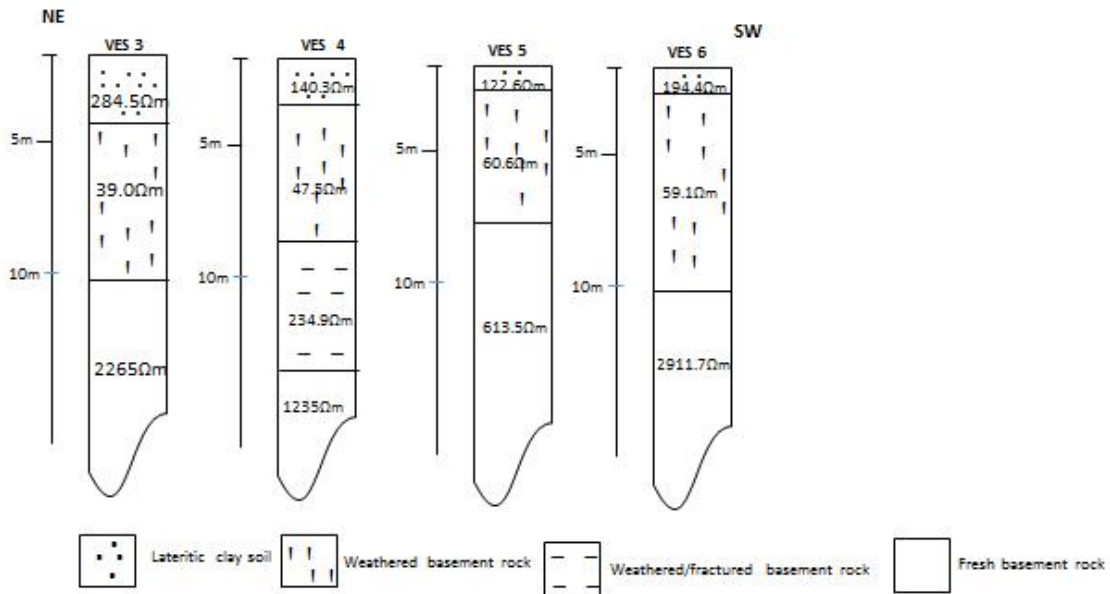 NE
SW
VES 3
VES 4
VES 5
VES 6
284.5Ωm
140.3Ωm
122.6Ωm
194.4Ωm
5m
5m
5m
5m
39.0Ωm
47.5Ωm
60.6Ωm
59.1Ωm
10m
10m
10m
10m
234.9Ωm
613.5Ωm
2265Ωm
1235Ωm
2911.7Ωm
Lateritic clay soil
Weathered basement rock
Weathered/fractured basement rock
Fresh basement rock